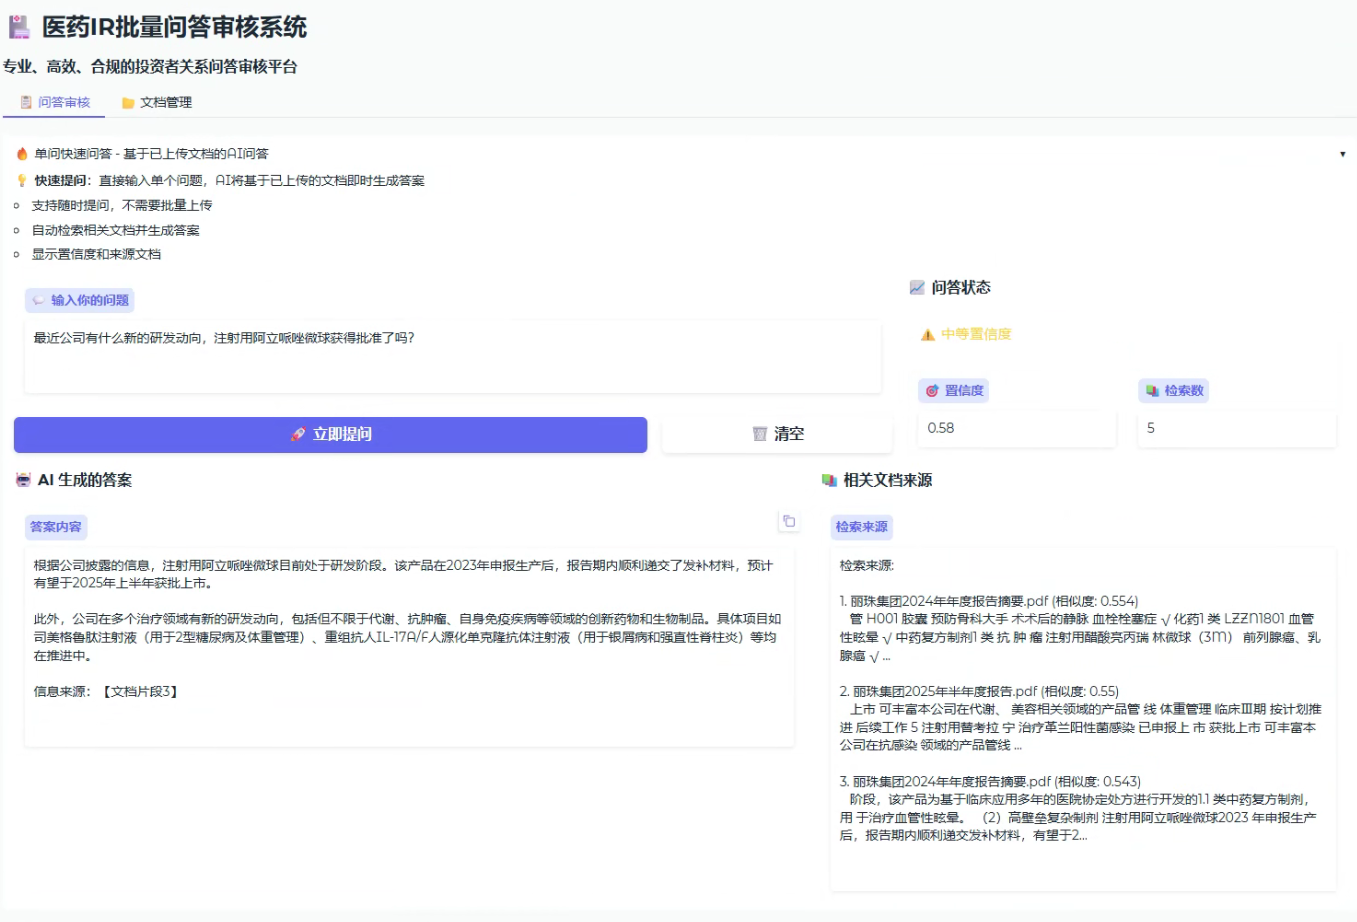 医药IR批量问答审核系统
专业、高效、合规的投资者关系问答审核平台
问答审核
文档管理
单问快速问答 - 基于已上传文档的AI问答
快速提问：直接输入单个问题，AI将基于已上传的文档即时生成答案
支持随时提问，不需要批量上传
自动检索相关文档并生成答案
显示置信度和来源文档
输入你的问题
最近公司有什么新的研发动向，注射用阿立哌唑微球获得批准了吗？
立即提问
清空
问答状态
中等置信度
置信度
检索数
0.58
5
AI 生成的答案
答案内容
根据公司披露的信息，注射用阿立哌唑微球目前处于研发阶段。该产品在2023年申报生产后，报告期内顺利递交了发补材料，预计
有望于2025年上半年获批上市。
此外，公司在多个治疗领域有新的研发动向，包括但不限于代谢、抗肿瘤、自身免疫疾病等领域的创新药物和生物制品。具体项目如
司美格鲁肽注射液（用于2型糖尿病及体重管理）、重组抗人IL-17A/F人源化单克隆抗体注射液（用于银屑病和强直性脊柱炎）等均
在推进中。
信息来源：【文档片段3】
相关文档来源
检索来源
检索来源:
1. 丽珠集团2024年年度报告摘要.pdf (相似度: 0.554)
管 H001 胶囊 预防骨科大手 术术后的静脉 血栓栓塞症 √ 化药1 类 LZZN1801 血管
性眩晕 √ 中药复方制剂1 类 抗 肿 瘤 注射用醋酸亮丙瑞 林微球（3M） 前列腺癌、乳
腺癌 √ ...
2. 丽珠集团2025年半年度报告.pdf (相似度: 0.55)
上市 可丰富本公司在代谢、 美容相关领域的产品管 线 体重管理 临床Ⅲ期 按计划推
进 后续工作 5 注射用替考拉 宁 治疗革兰阳性菌感染 已申报上 市 获批上市 可丰富本
公司在抗感染 领域的产品管线 ...
3. 丽珠集团2024年年度报告摘要.pdf (相似度: 0.543)
阶段，该产品为基于临床应用多年的医院协定处方进行开发的1.1 类中药复方制剂，
用 于治疗血管性眩晕。 （2）高壁垒复杂制剂 注射用阿立哌唑微球2023 年申报生产
后，报告期内顺利递交发补材料，有望于2...